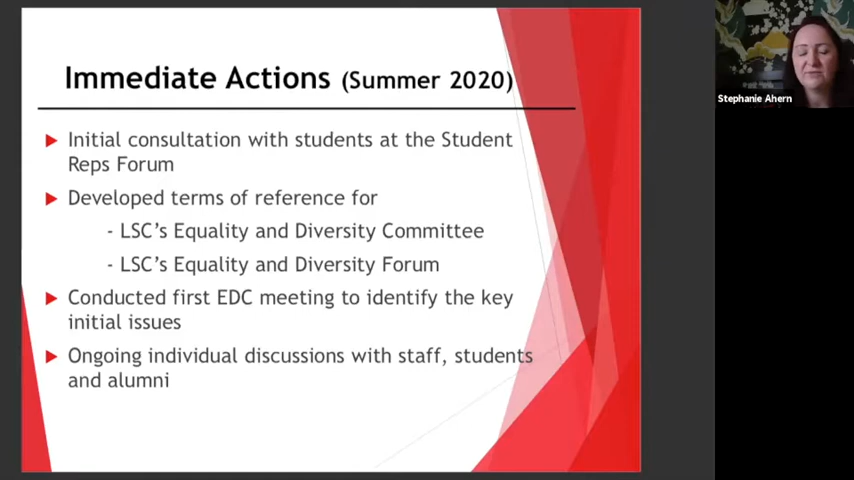 Immediate Actions (Summer 2020)
Initial consultation with students at the Student
Reps Forum
Developed terms of reference for
- LSC's Equality and Diversity Committee
- LSC's Equality and Diversity Forum
Conducted first EDC meeting to identify the key
initial issues
Ongoing individual discussions with staff, students
and alumni
Stephanie Ahern